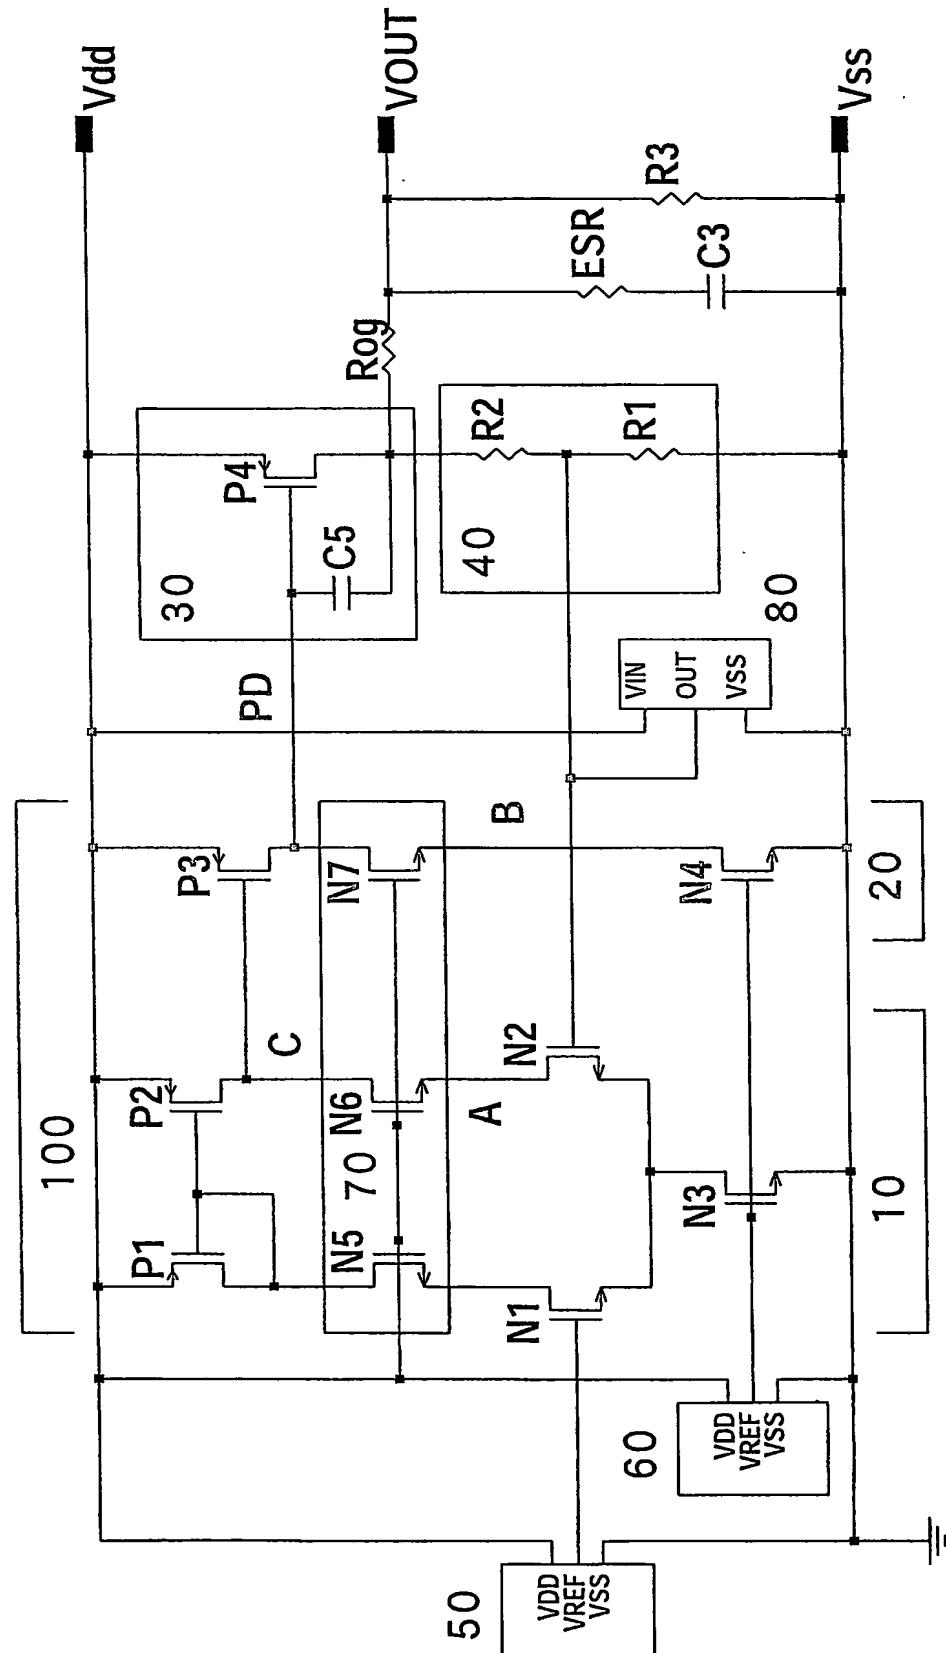 Vdd
VOUT
Vss
R3
ESR
C3
Rog
P4
C5
30
R2
R1
40
PD
VIN
OUT
VSS
80
100
P3
N7
B
N4
20
P2
C
N6
A
N2
70
P1
N5
N1
N3
10
VDD
VREF
VSS
60
VDD
VREF
VSS
50